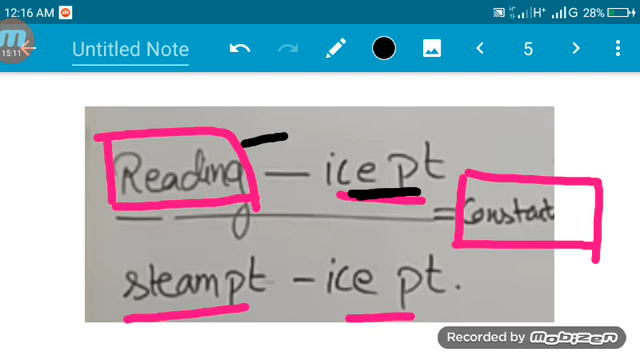 12:16 AM H+ G 28%
15:11 Untitled Note 5
Reading — ice pt
= Constact
steam pt - ice pt.
Recorded by mobizen